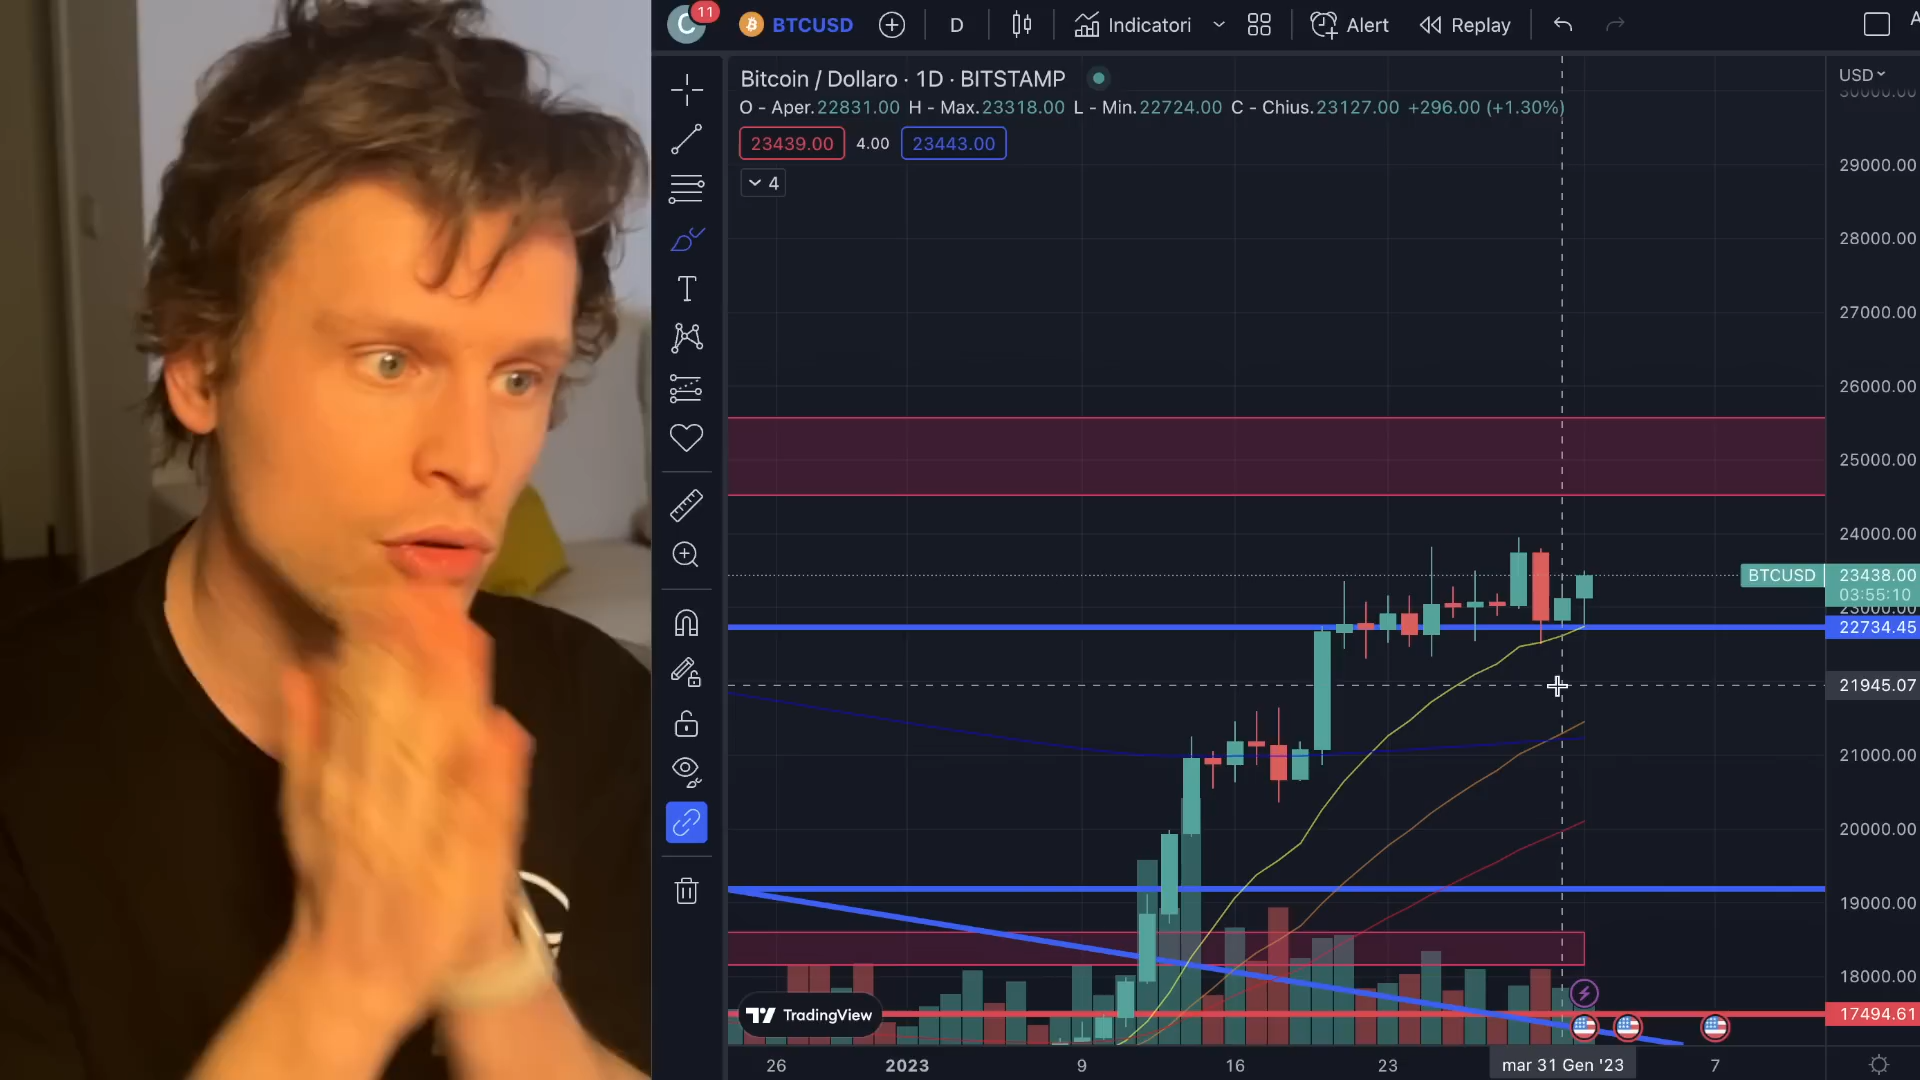 C 11 BTCUSD D Indicatori Alert Replay A
Bitcoin / Dollaro · 1D · BITSTAMP
O - Aper.22831.00 H - Max.23318.00 L - Min.22724.00 C - Chius.23127.00 +296.00 (+1.30%)
23439.00 4.00 23443.00
4
T
USD
30000.00
29000.00
28000.00
27000.00
26000.00
25000.00
24000.00
BTCUSD 23438.00
03:55:10
23000.00
22734.45
21945.07
21000.00
20000.00
19000.00
18000.00
17494.61
TradingView
26 2023 9 16 23 mar 31 Gen '23 7